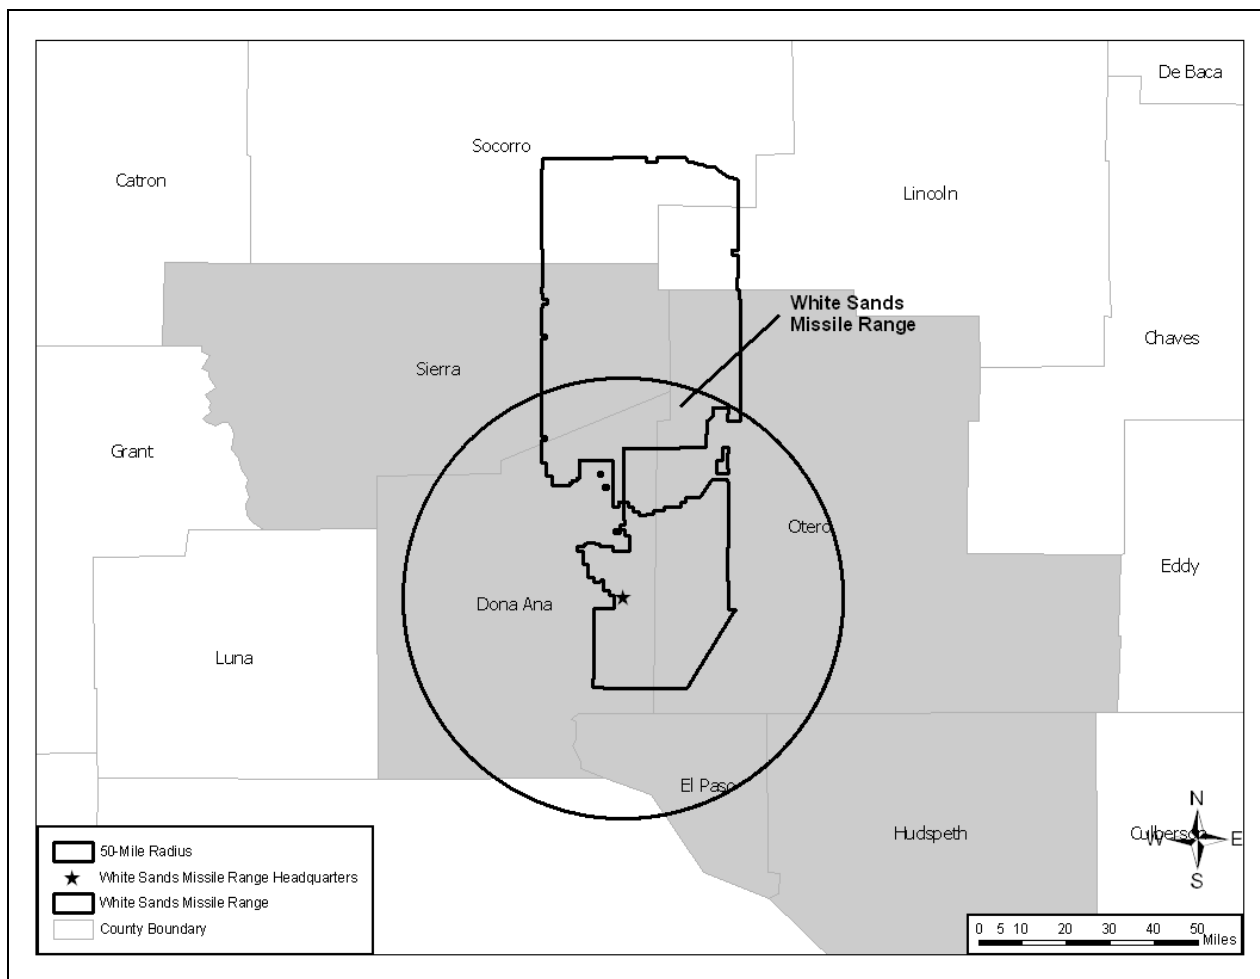 De Baca
Socorro
Catron
Lincoln
White Sands
Missile Range
Chaves
Sierra
Grant
Otero
Eddy
Dona Ana
Luna
El Paso
Hudspeth
Culberson
N
W
E
S
50-Mile Radius
White Sands Missile Range Headquarters
White Sands Missile Range
County Boundary
0 5 10 20 30 40 50
Miles